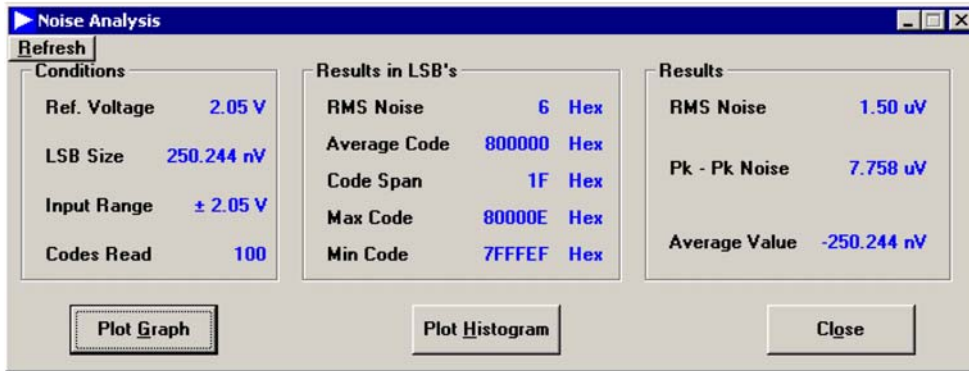 Noise Analysis
Refresh
Conditions
Ref. Voltage 2.05 V
LSB Size 250.244 nV
Input Range ± 2.05 V
Codes Read 100
Results in LSB's
RMS Noise 6 Hex
Average Code 800000 Hex
Code Span 1F Hex
Max Code 80000E Hex
Min Code 7FFFEF Hex
Results
RMS Noise 1.50 uV
Pk - Pk Noise 7.758 uV
Average Value -250.244 nV
Plot Graph
Plot Histogram
Close